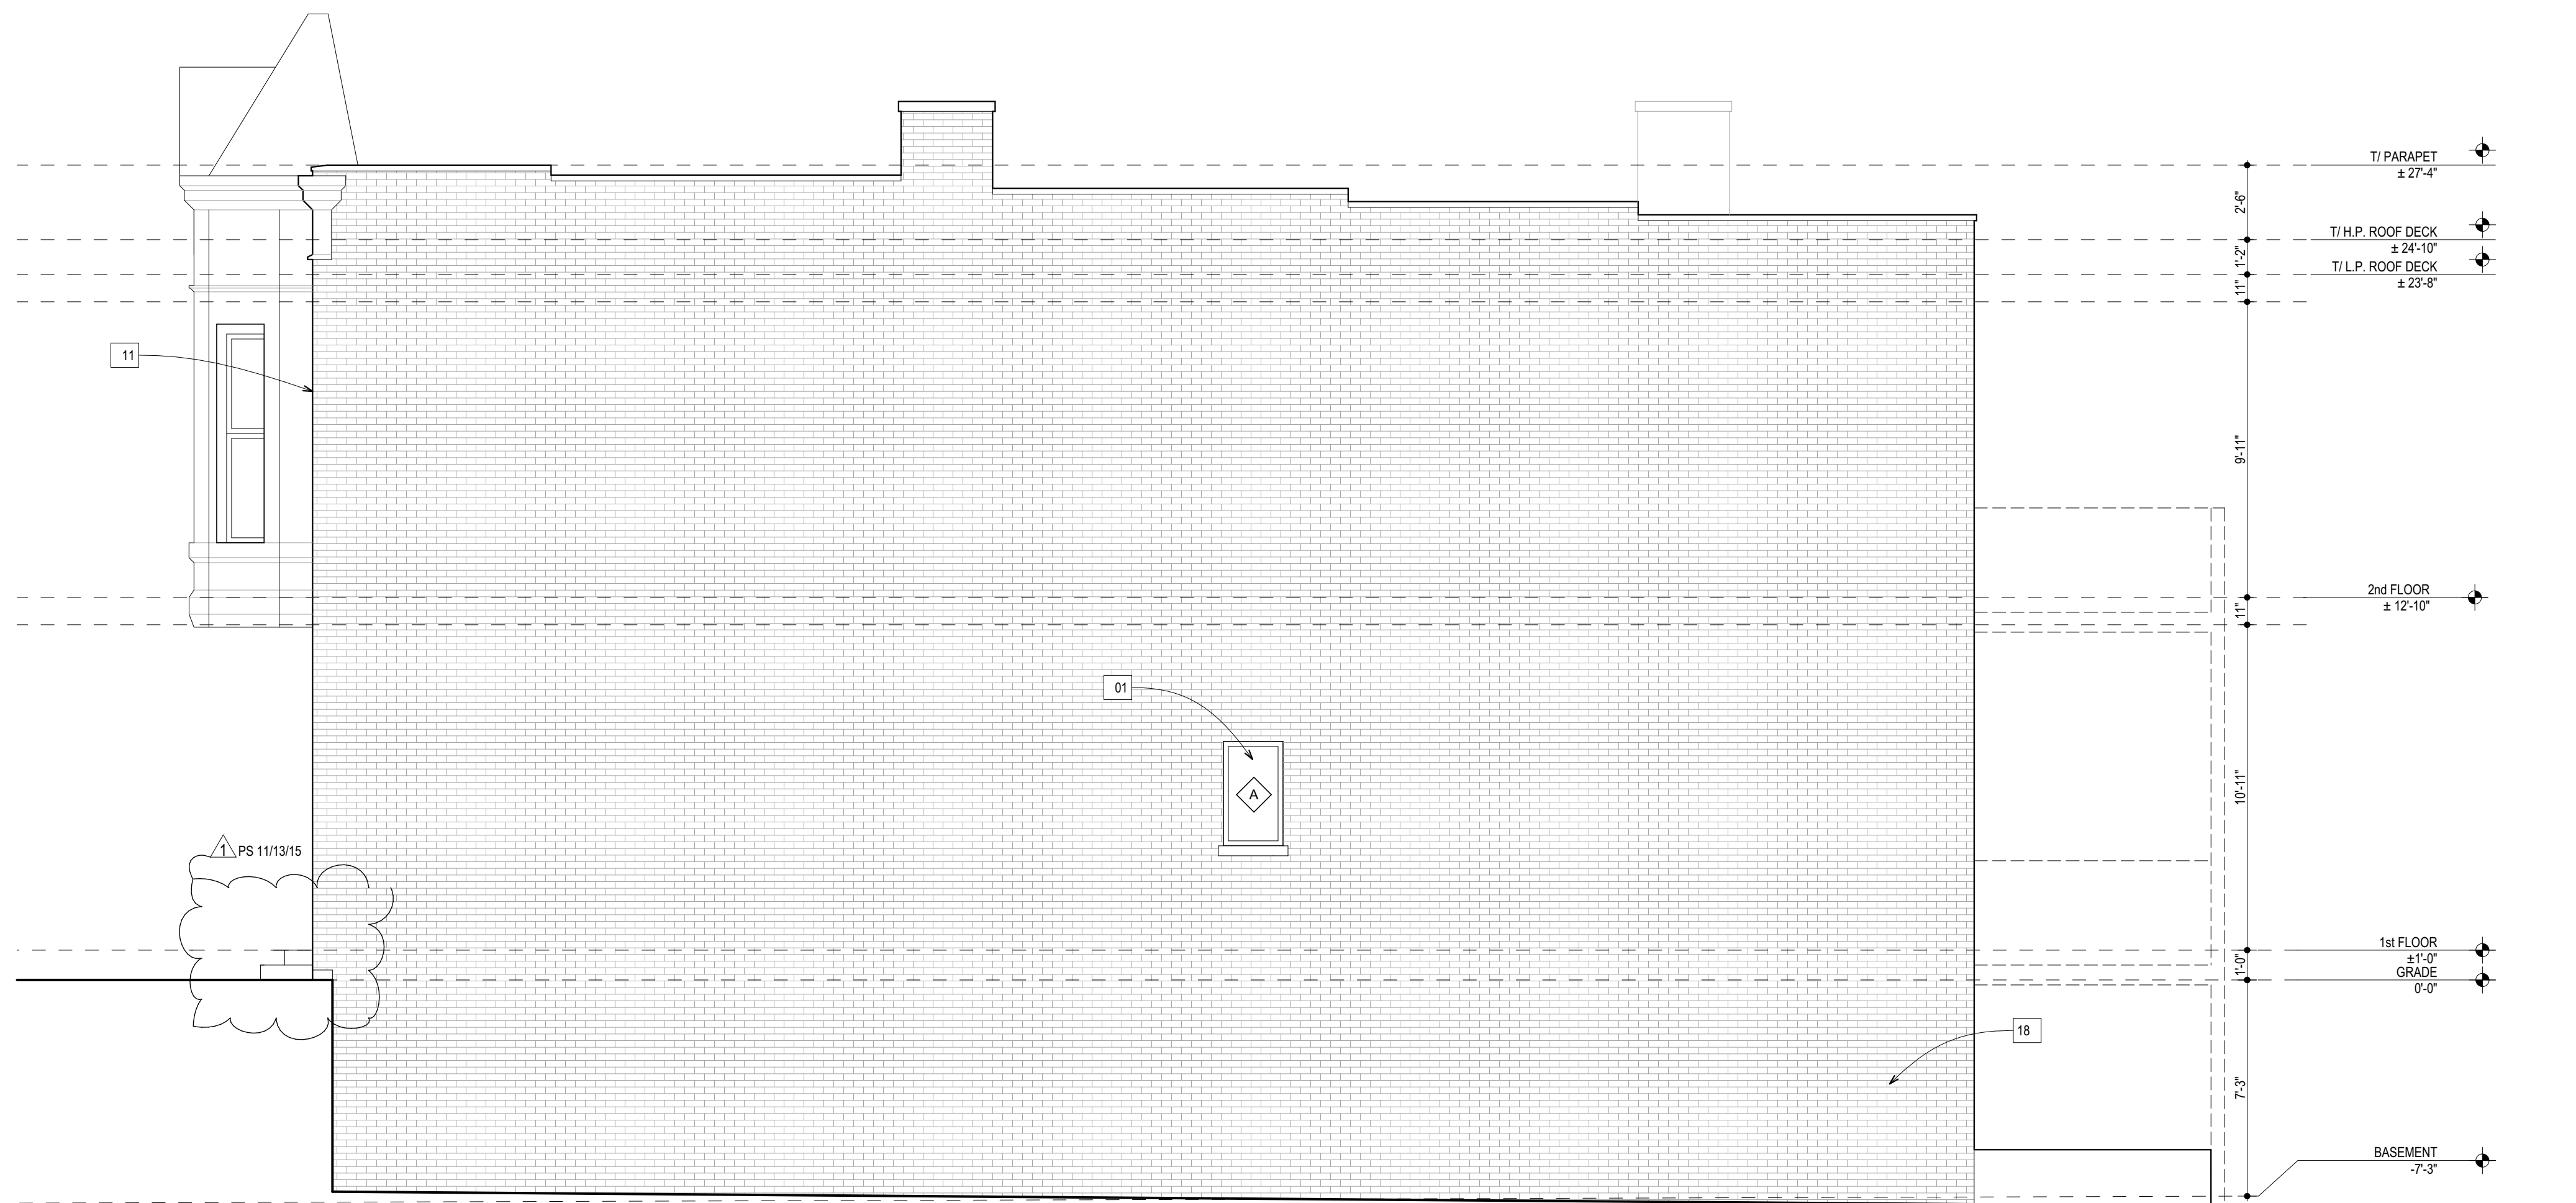 T/ PARAPET
± 27'-4"
2'-6"
T/ H.P. ROOF DECK
± 24'-10"
1'-2"
T/ L.P. ROOF DECK
± 23'-8"
11"
11
9'-11"
2nd FLOOR
± 12'-10"
11"
01
A
10'-11"
1 PS 11/13/15
1st FLOOR
±1'-0"
1'-0"
GRADE
0'-0"
18
7'-3"
BASEMENT
-7'-3"